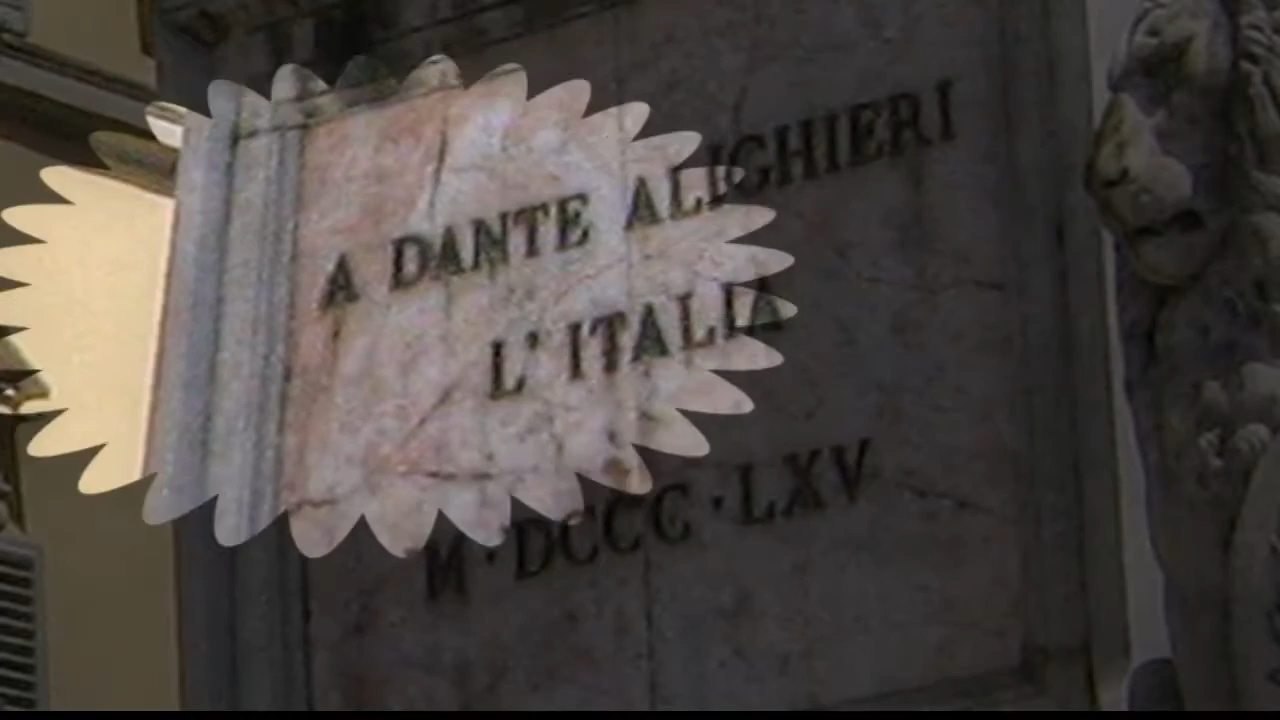 A DANTE ALIGHIERI
L' ITALIA
M · DCCC · LXV